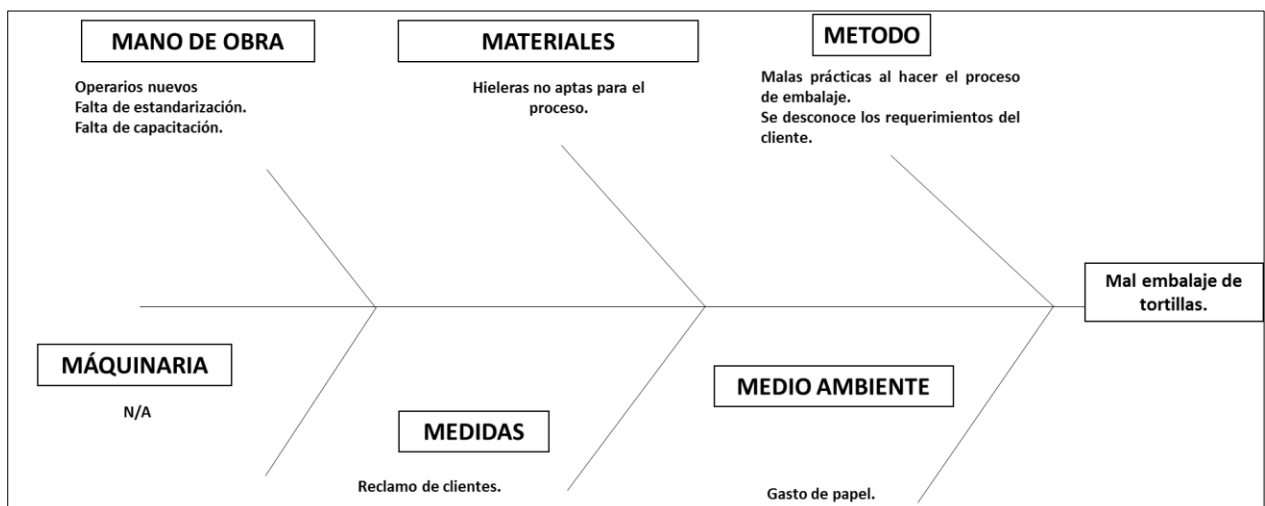 MANO DE OBRA
Operarios nuevos
Falta de estandarización.
Falta de capacitación.
MATERIALES
Hieleras no aptas para el
proceso.
METODO
Malas prácticas al hacer el proceso
de embalaje.
Se desconoce los requerimientos del
cliente.
Mal embalaje de
tortillas.
MÁQUINARIA
N/A
MEDIDAS
Reclamo de clientes.
MEDIO AMBIENTE
Gasto de papel.